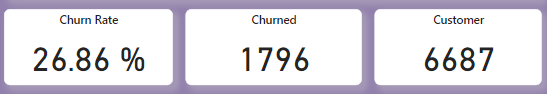 Churn Rate
26.86 %
Churned
1796
Customer
6687